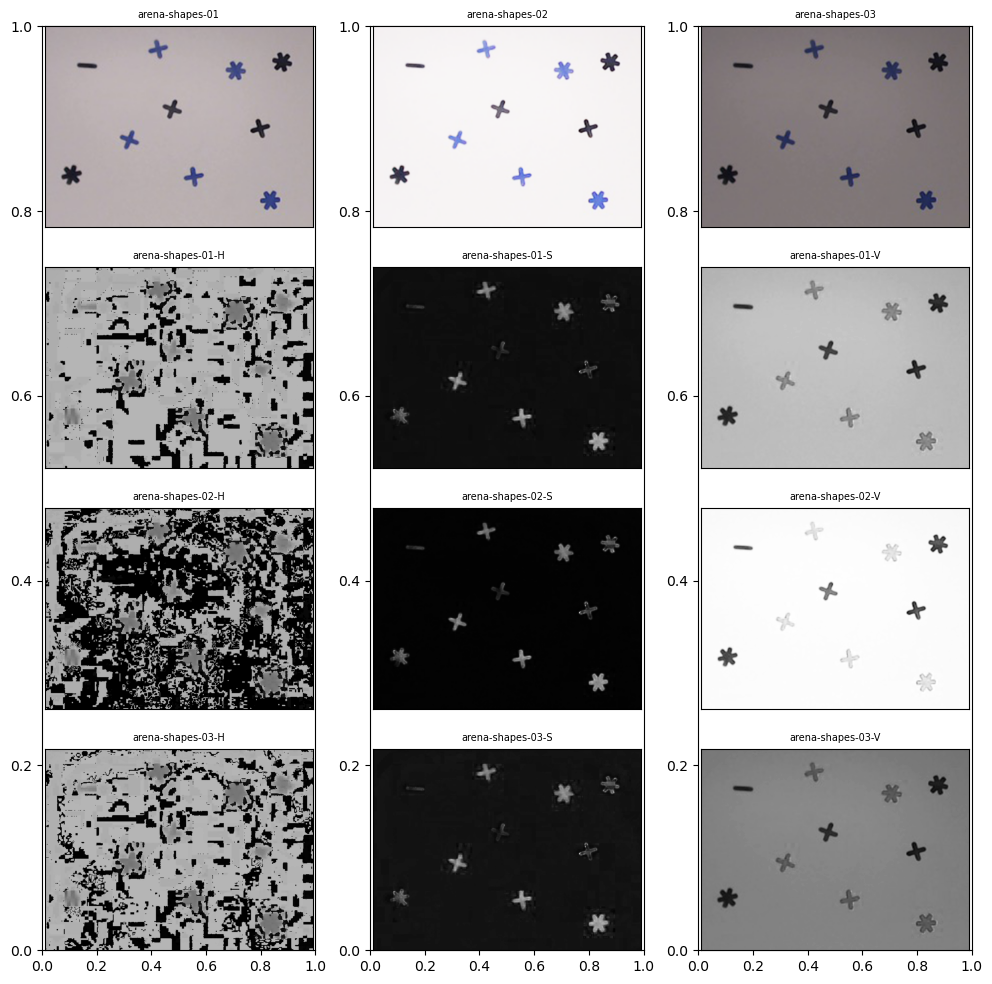 arena-shapes-01 arena-shapes-02 arena-shapes-03
1.0 1.0 1.0
0.8 0.8 0.8
arena-shapes-01-H arena-shapes-01-S arena-shapes-01-V
0.6 0.6 0.6
arena-shapes-02-H arena-shapes-02-S arena-shapes-02-V
0.4 0.4 0.4
arena-shapes-03-H arena-shapes-03-S arena-shapes-03-V
0.2 0.2 0.2
0.0 0.0 0.0
0.0 0.2 0.4 0.6 0.8 1.0 0.0 0.2 0.4 0.6 0.8 1.0 0.0 0.2 0.4 0.6 0.8 1.0